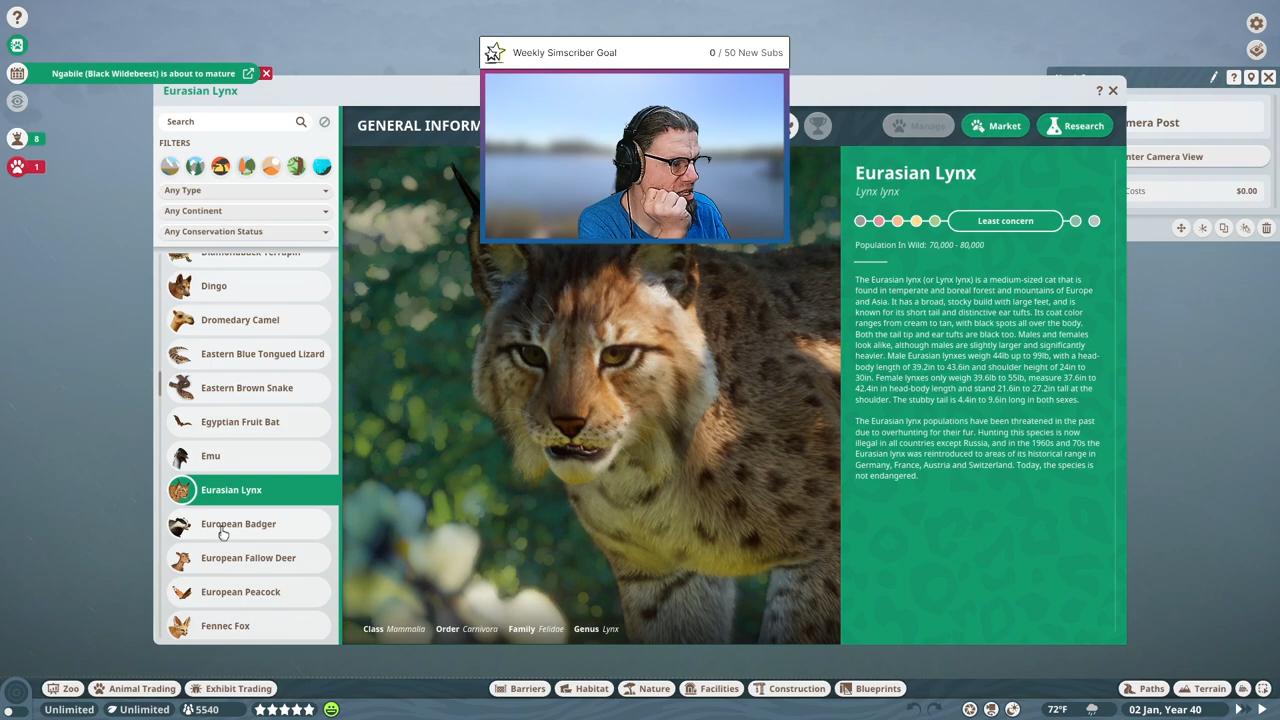 Weekly Simscriber Goal 0 / 50 New Subs
Ngabile (Black Wildebeest) is about to mature
Eurasian Lynx
Search
FILTERS
Any Type
Any Continent
Any Conservation Status
Diamondback Terrapin
Dingo
Dromedary Camel
Eastern Blue Tongued Lizard
Eastern Brown Snake
Egyptian Fruit Bat
Emu
Eurasian Lynx
European Badger
European Fallow Deer
European Peacock
Fennec Fox
8
1
GENERAL INFORM
Manage
Market
Research
Class Mammalia Order Carnivora Family Felidae Genus Lynx
Eurasian Lynx
Lynx lynx
Least concern
Population In Wild: 70,000 - 80,000
The Eurasian lynx (or Lynx lynx) is a medium-sized cat that is
found in temperate and boreal forest and mountains of Europe
and Asia. It has a broad, stocky build with large feet, and is
known for its short tail and distinctive ear tufts. Its coat color
ranges from cream to tan, with black spots all over the body.
Both the tail tip and ear tufts are black too. Males and females
look alike, although males are slightly larger and significantly
heavier. Male Eurasian lynxes weigh 44lb up to 99lb, with a head-
body length of 39.2in to 43.6in and shoulder height of 24in to
30in. Female lynxes only weigh 39.6lb to 55lb, measure 37.6in to
42.4in in head-body length and stand 21.6in to 27.2in tall at the
shoulder. The stubby tail is 4.4in to 9.6in long in both sexes.
The Eurasian lynx populations have been threatened in the past
due to overhunting for their fur. Hunting this species is now
illegal in all countries except Russia, and in the 1960s and 70s the
Eurasian lynx was reintroduced to areas of its historical range in
Germany, France, Austria and Switzerland. Today, the species is
not endangered.
mera Post
nter Camera View
Costs $0.00
Zoo
Animal Trading
Exhibit Trading
Barriers
Habitat
Nature
Facilities
Construction
Blueprints
Paths
Terrain
Unlimited
Unlimited
5540
72°F
02 Jan, Year 40